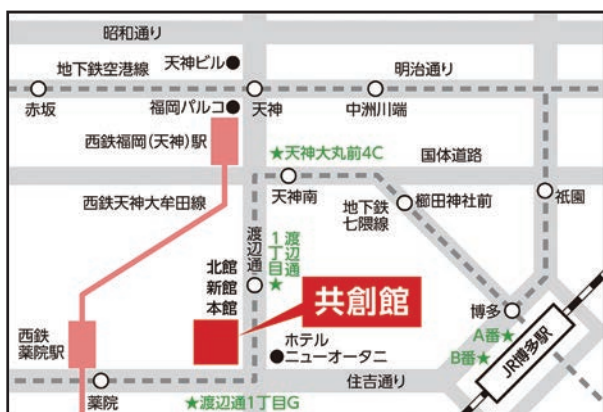 昭和通り
地下鉄空港線
天神ビル●
明治通り
赤坂
福岡パルコ●
天神
中洲川端
西鉄福岡(天神)駅
★天神大丸前4C
国体道路
西鉄天神大牟田線
天神南
地下鉄
七隈線
櫛田神社前
祇園
渡辺通
渡辺通
1丁目
★
北館
新館
本館
共創館
博多
A番★
B番★
JR博多駅
西鉄
薬院駅
ホテル
●ニューオータニ
薬院
★渡辺通1丁目G
住吉通り